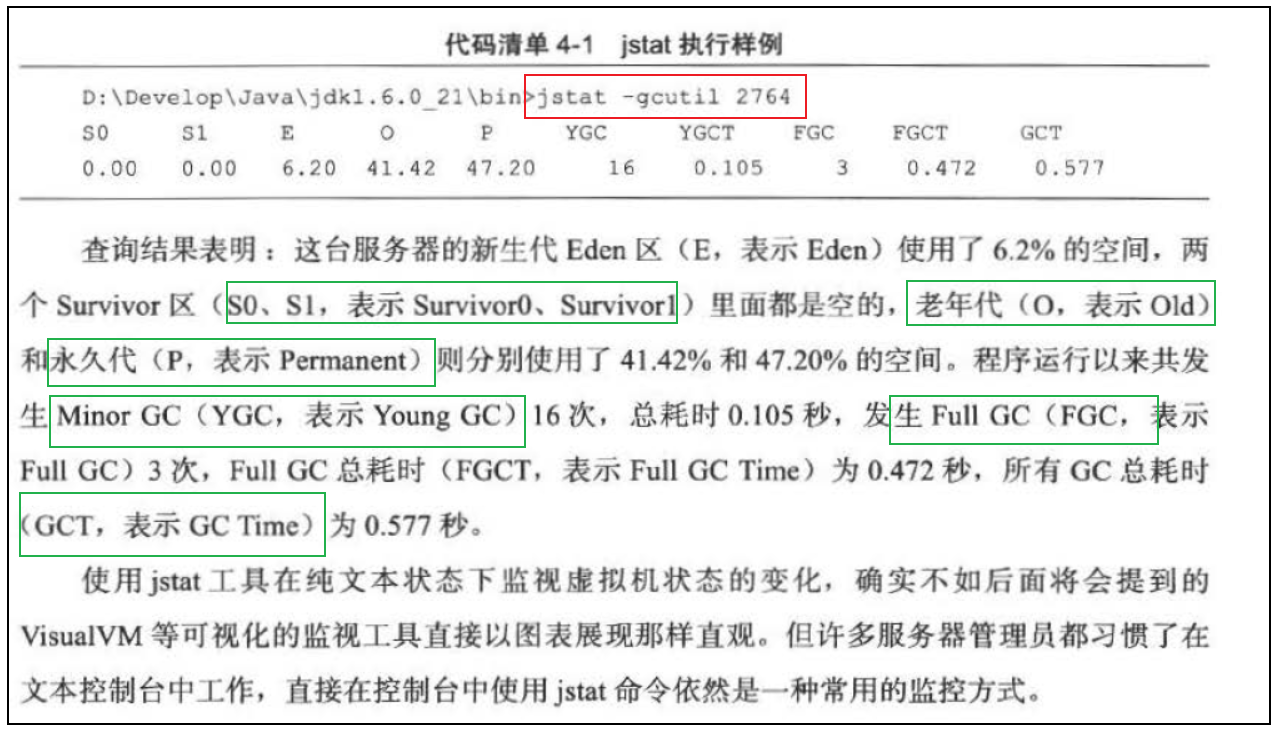 代码清单 4-1 jstat 执行样例
D:\Develop\Java\jdk1.6.0_21\bin>jstat -gcutil 2764
S0 S1 E O P YGC YGCT FGC FGCT GCT
0.00 0.00 6.20 41.42 47.20 16 0.105 3 0.472 0.577
查询结果表明：这台服务器的新生代 Eden 区（E，表示 Eden）使用了 6.2% 的空间，两
个 Survivor 区（S0、S1，表示 Survivor0、Survivor1）里面都是空的，老年代（O，表示 Old）
和永久代（P，表示 Permanent）则分别使用了 41.42% 和 47.20% 的空间。程序运行以来共发
生 Minor GC（YGC，表示 Young GC）16 次，总耗时 0.105 秒，发生 Full GC（FGC，表示
Full GC）3 次，Full GC 总耗时（FGCT，表示 Full GC Time）为 0.472 秒，所有 GC 总耗时
（GCT，表示 GC Time）为 0.577 秒。
使用 jstat 工具在纯文本状态下监视虚拟机状态的变化，确实不如后面将会提到的
VisualVM 等可视化的监视工具直接以图表展现那样直观。但许多服务器管理员都习惯了在
文本控制台中工作，直接在控制台中使用 jstat 命令依然是一种常用的监控方式。